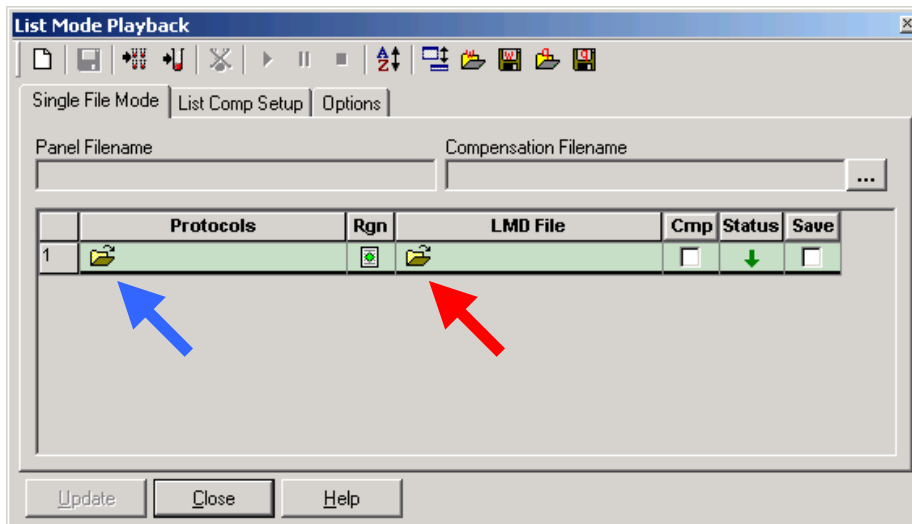 List Mode Playback
Single File Mode List Comp Setup Options
Panel Filename Compensation Filename
...
Protocols Rgn LMD File Cmp Status Save
1
Update Close Help